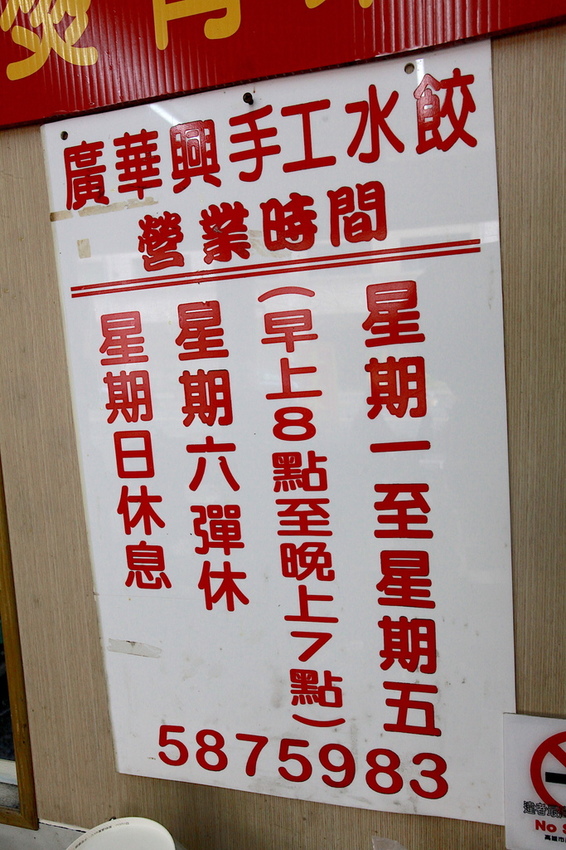 廣華興手工水餃
營業時間
星期一至星期五
(早上8點至晚上7點)
星期六彈休
星期日休息
5875983
No S